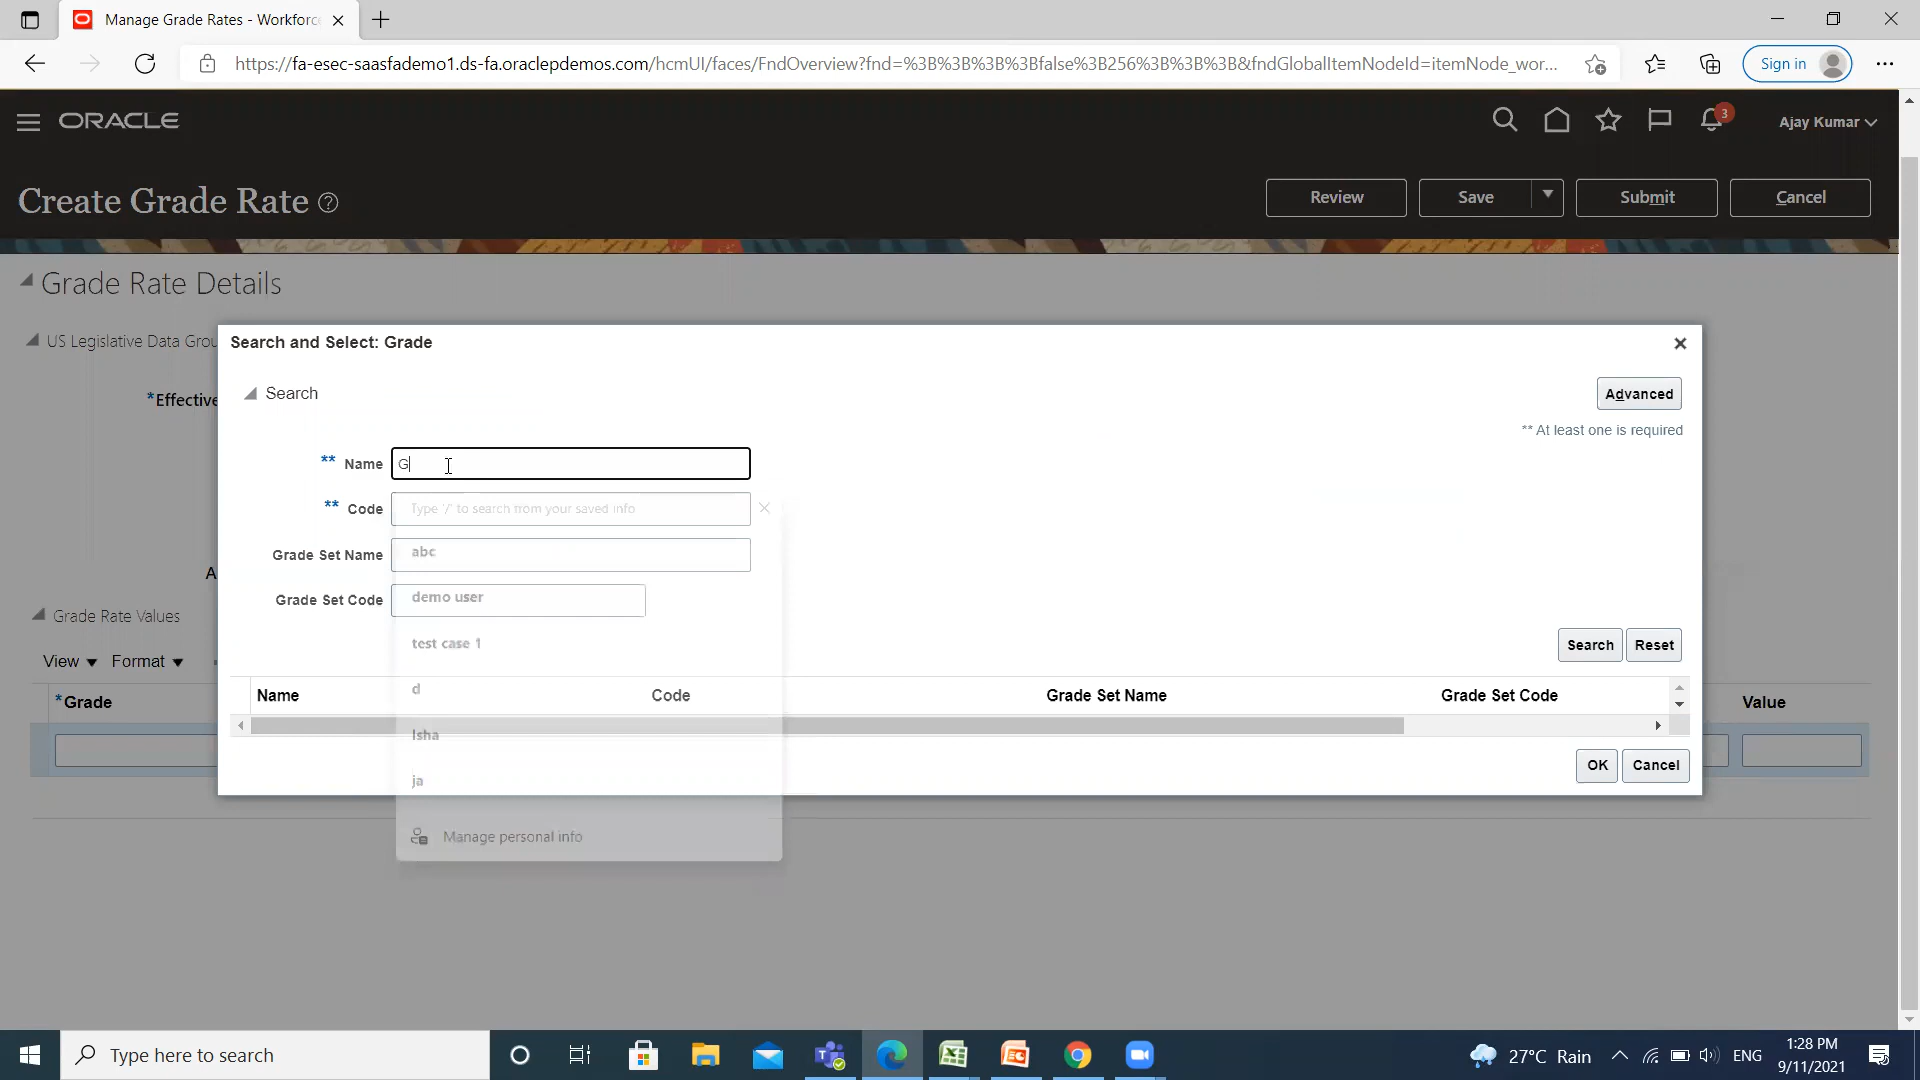 Manage Grade Rates - Workforc
https://fa-esec-saasfademo1.ds-fa.oraclepdemos.com/hcmUI/faces/FndOverview?fnd=%3B%3B%3B%3Bfalse%3B256%3B%3B%3B&fndGlobalItemNodeId=itemNode_wor...
Sign in
ORACLE
3
Ajay Kumar
Create Grade Rate
Review
Save
Submit
Cancel
Grade Rate Details
US Legislative Data Grou
*Effective
A
Search and Select: Grade
Search
Advanced
** At least one is required
** Name
G
** Code
Type '/' to search from your saved info
Grade Set Name
abc
Grade Set Code
demo user
test case 1
d
Isha
ja
Manage personal info
Search
Reset
Name
Code
Grade Set Name
Grade Set Code
OK
Cancel
Grade Rate Values
View
Format
*Grade
Value
Type here to search
27°C Rain
ENG
1:28 PM
9/11/2021